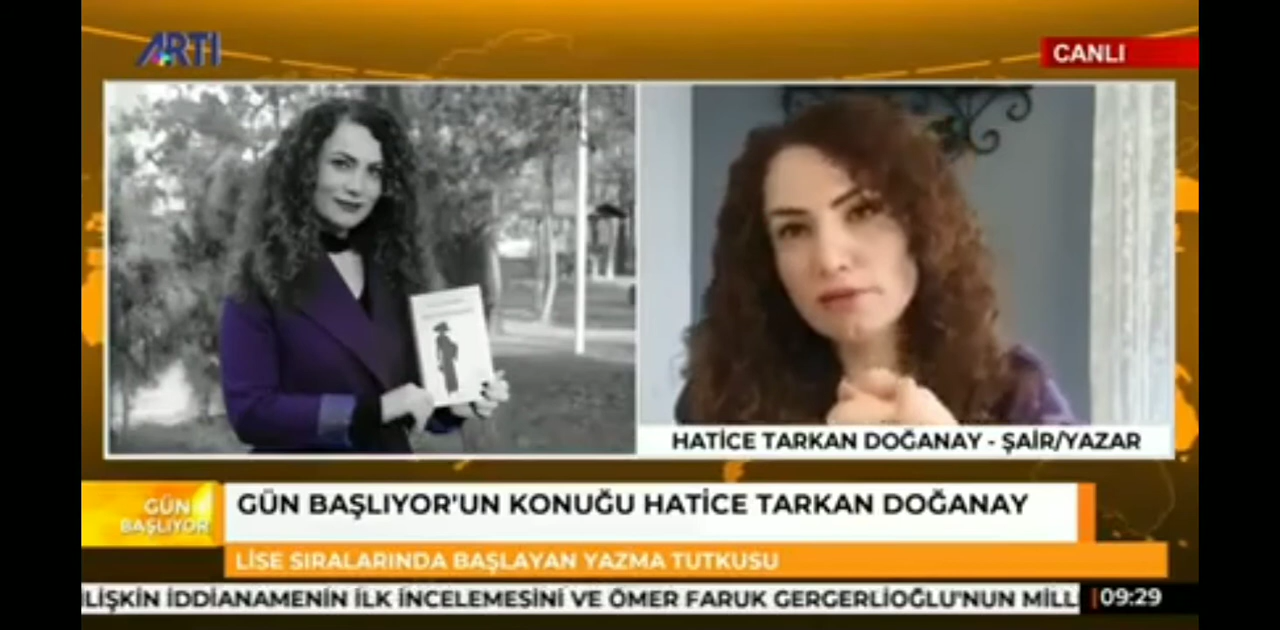 ARTI
CANLI
HATİCE TARKAN DOĞANAY - ŞAİR/YAZAR
GÜN
BAŞLIYOR
GÜN BAŞLIYOR'UN KONUĞU HATİCE TARKAN DOĞANAY
LİSE SIRALARINDA BAŞLAYAN YAZMA TUTKUSU
İLİŞKİN İDDİANAMENİN İLK İNCELEMESİNİ VE ÖMER FARUK GERGERLİOĞLU'NUN MİLL
09:29